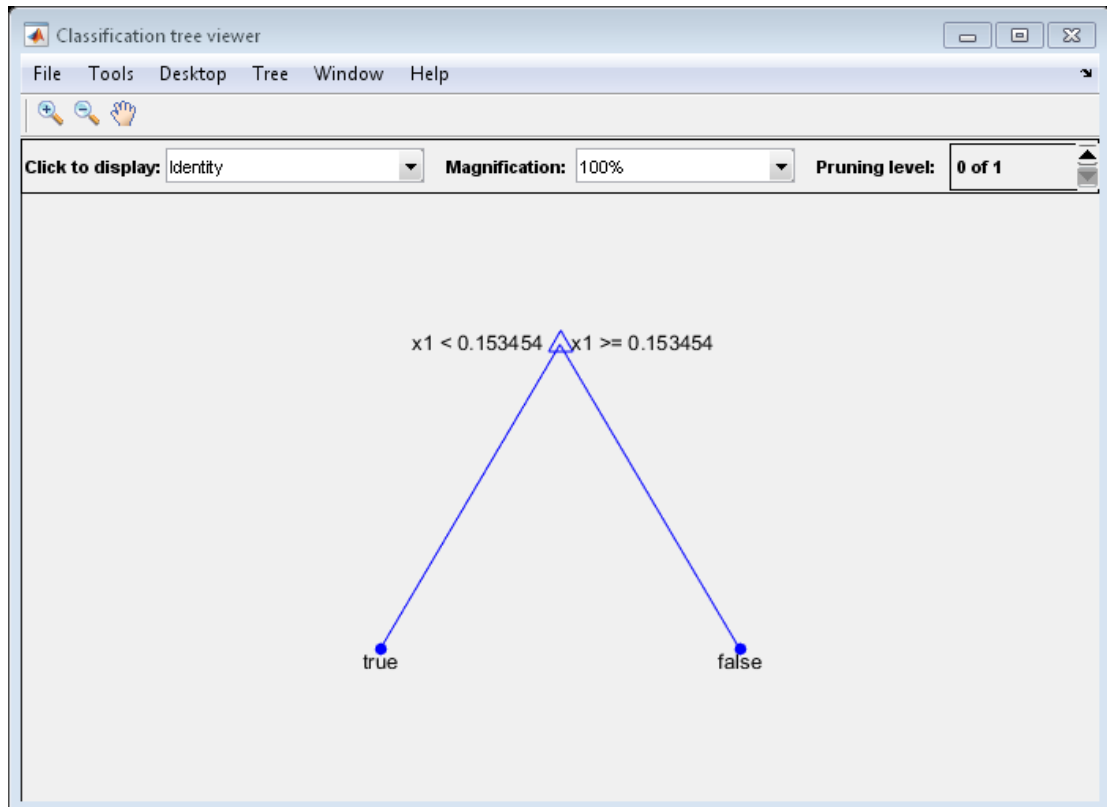 Classification tree viewer
File Tools Desktop Tree Window Help
Click to display: Identity Magnification: 100% Pruning level: 0 of 1
x1 < 0.153454 x1 >= 0.153454
true false